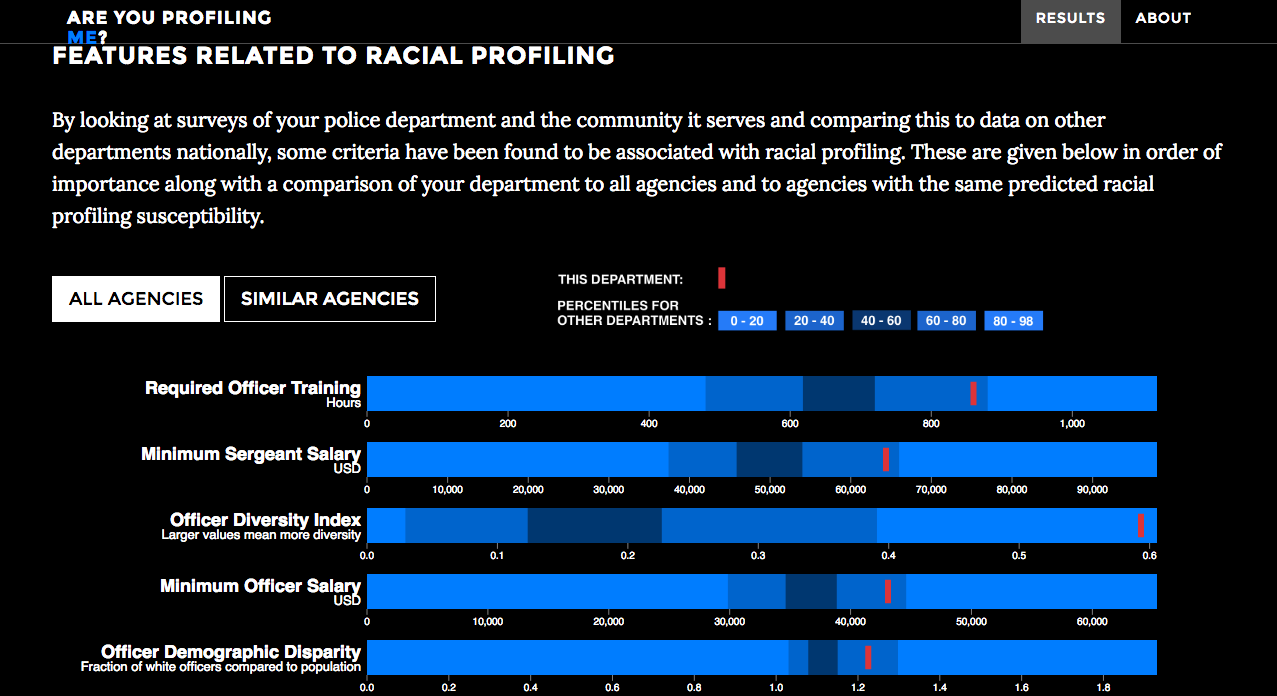 ARE YOU PROFILING
ME?
RESULTS
ABOUT
FEATURES RELATED TO RACIAL PROFILING
By looking at surveys of your police department and the community it serves and comparing this to data on other
departments nationally, some criteria have been found to be associated with racial profiling. These are given below in order of
importance along with a comparison of your department to all agencies and to agencies with the same predicted racial
profiling susceptibility.
ALL AGENCIES
SIMILAR AGENCIES
THIS DEPARTMENT:
PERCENTILES FOR
OTHER DEPARTMENTS :
0 - 20
20 - 40
40 - 60
60 - 80
80 - 98
Required Officer Training
Hours
0 200 400 600 800 1,000
Minimum Sergeant Salary
USD
0 10,000 20,000 30,000 40,000 50,000 60,000 70,000 80,000 90,000
Officer Diversity Index
Larger values mean more diversity
0.0 0.1 0.2 0.3 0.4 0.5 0.6
Minimum Officer Salary
USD
0 10,000 20,000 30,000 40,000 50,000 60,000
Officer Demographic Disparity
Fraction of white officers compared to population
0.0 0.2 0.4 0.6 0.8 1.0 1.2 1.4 1.6 1.8